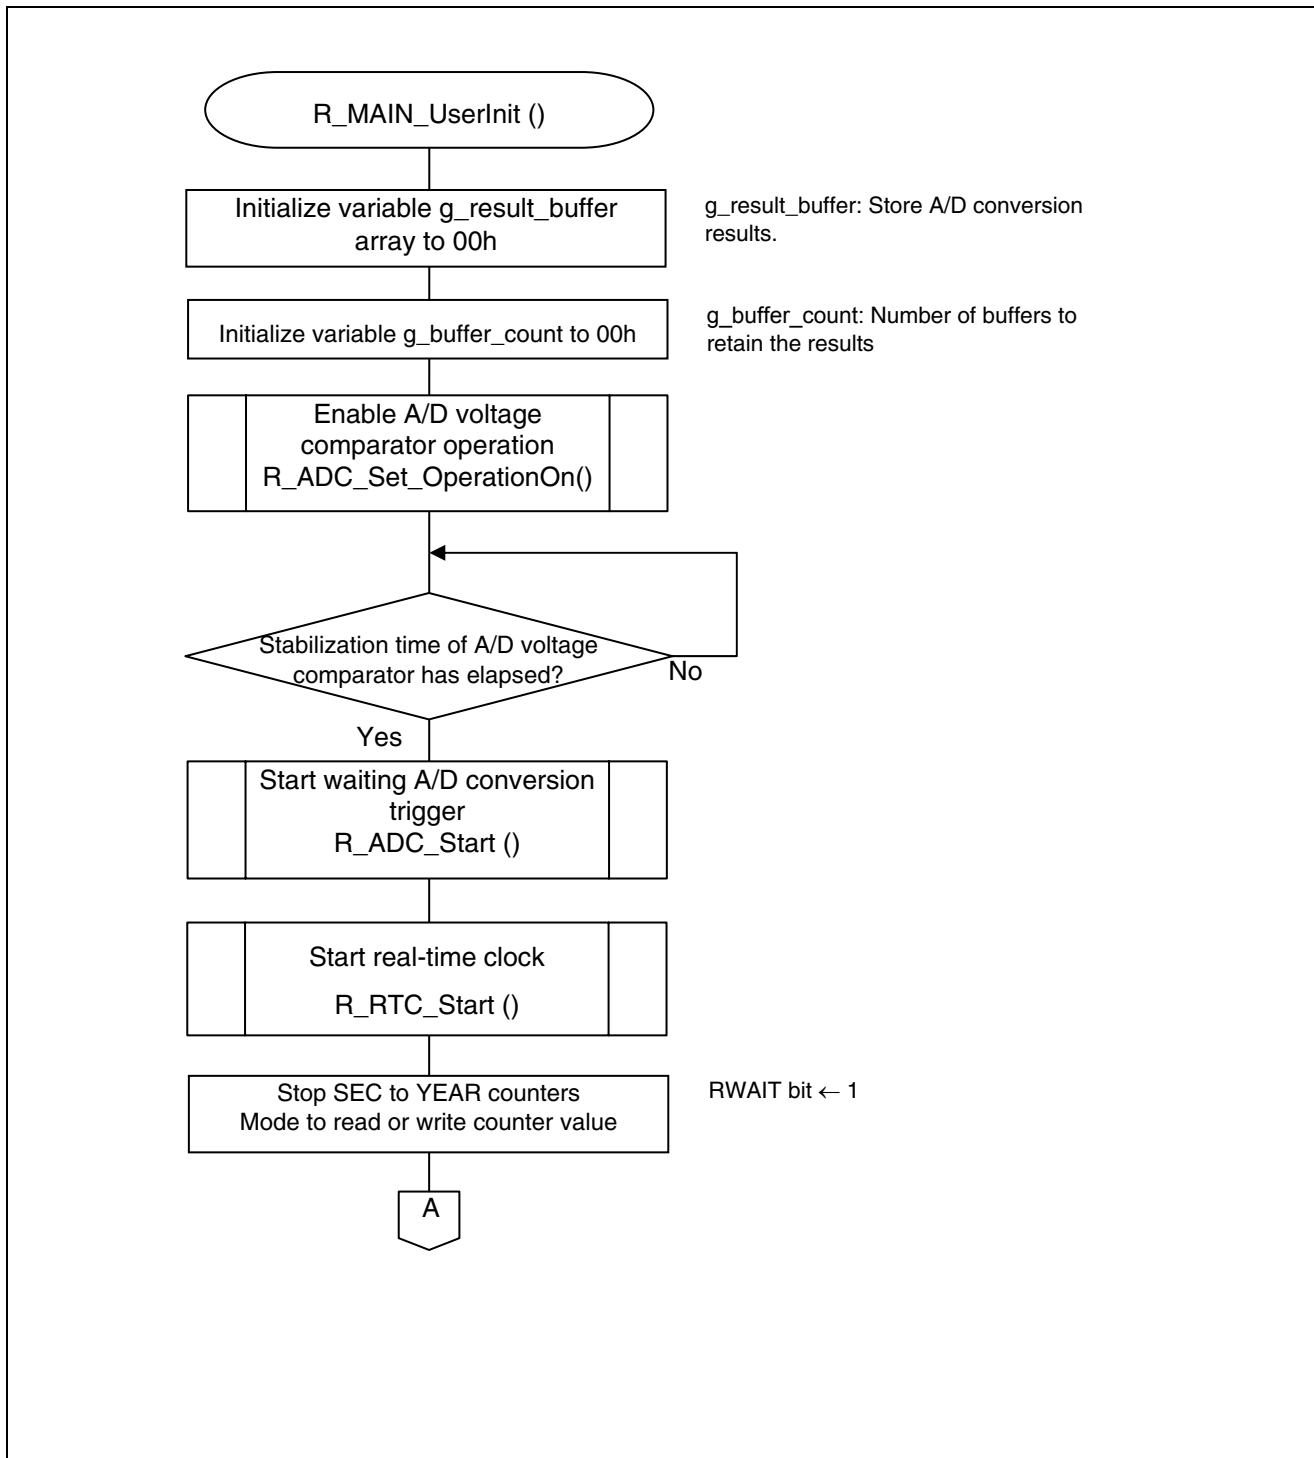 R_MAIN_UserInit ()
Initialize variable g_result_buffer
array to 00h
g_result_buffer: Store A/D conversion
results.
Initialize variable g_buffer_count to 00h
g_buffer_count: Number of buffers to
retain the results
Enable A/D voltage
comparator operation
R_ADC_Set_OperationOn()
Stabilization time of A/D voltage
comparator has elapsed?
No
Yes
Start waiting A/D conversion
trigger
R_ADC_Start ()
Start real-time clock
R_RTC_Start ()
Stop SEC to YEAR counters
Mode to read or write counter value
RWAIT bit ← 1
A